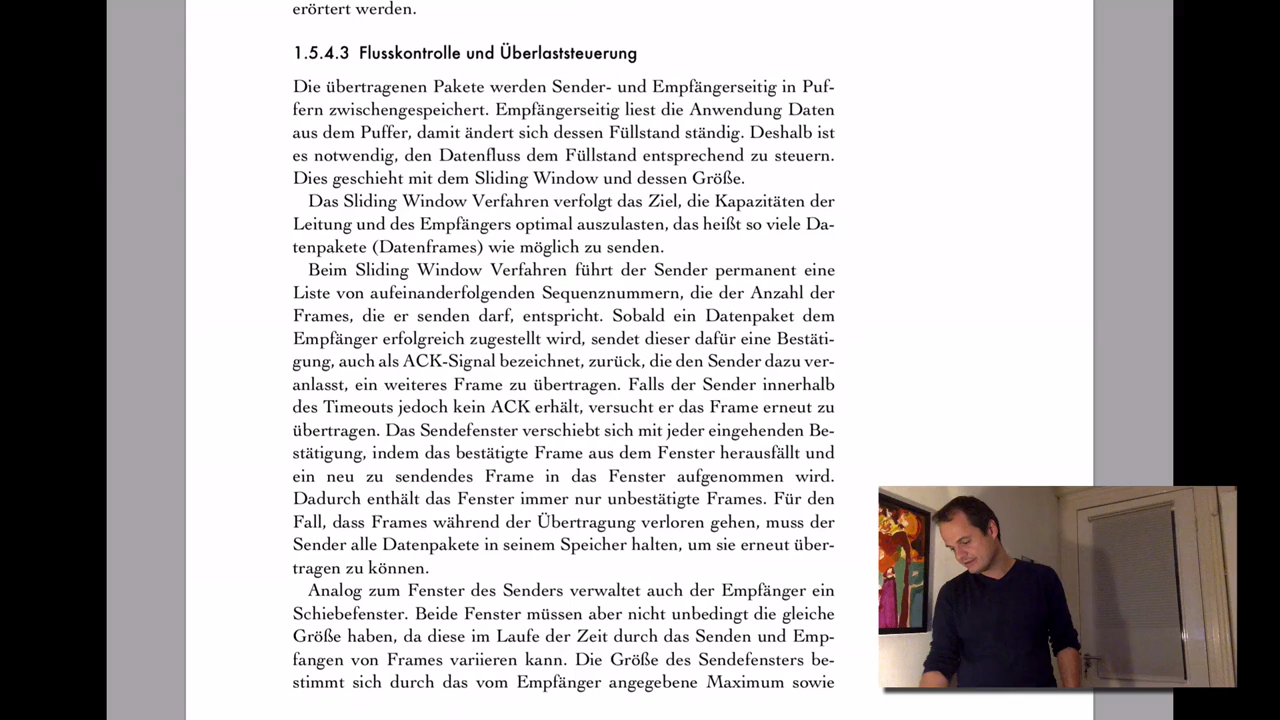 erörtert werden.
1.5.4.3 Flusskontrolle und Überlaststeuerung
Die übertragenen Pakete werden Sender- und Empfängerseitig in Puf-
fern zwischengespeichert. Empfängerseitig liest die Anwendung Daten
aus dem Puffer, damit ändert sich dessen Füllstand ständig. Deshalb ist
es notwendig, den Datenfluss dem Füllstand entsprechend zu steuern.
Dies geschieht mit dem Sliding Window und dessen Größe.
Das Sliding Window Verfahren verfolgt das Ziel, die Kapazitäten der
Leitung und des Empfängers optimal auszulasten, das heißt so viele Da-
tenpakete (Datenframes) wie möglich zu senden.
Beim Sliding Window Verfahren führt der Sender permanent eine
Liste von aufeinanderfolgenden Sequenznummern, die der Anzahl der
Frames, die er senden darf, entspricht. Sobald ein Datenpaket dem
Empfänger erfolgreich zugestellt wird, sendet dieser dafür eine Bestäti-
gung, auch als ACK-Signal bezeichnet, zurück, die den Sender dazu ver-
anlasst, ein weiteres Frame zu übertragen. Falls der Sender innerhalb
des Timeouts jedoch kein ACK erhält, versucht er das Frame erneut zu
übertragen. Das Sendefenster verschiebt sich mit jeder eingehenden Be-
stätigung, indem das bestätigte Frame aus dem Fenster herausfällt und
ein neu zu sendendes Frame in das Fenster aufgenommen wird.
Dadurch enthält das Fenster immer nur unbestätigte Frames. Für den
Fall, dass Frames während der Übertragung verloren gehen, muss der
Sender alle Datenpakete in seinem Speicher halten, um sie erneut über-
tragen zu können.
Analog zum Fenster des Senders verwaltet auch der Empfänger ein
Schiebefenster. Beide Fenster müssen aber nicht unbedingt die gleiche
Größe haben, da diese im Laufe der Zeit durch das Senden und Emp-
fangen von Frames variieren kann. Die Größe des Sendefensters be-
stimmt sich durch das vom Empfänger angegebene Maximum sowie